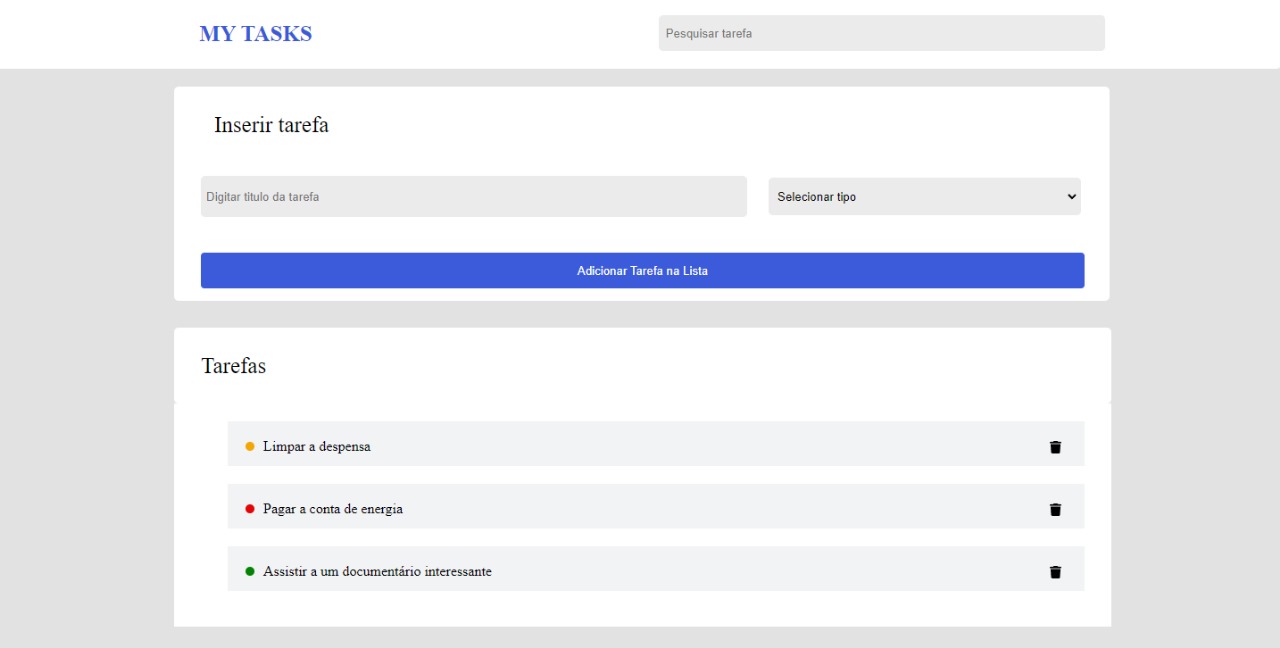 MY TASKS
Pesquisar tarefa
Inserir tarefa
Digitar titulo da tarefa
Selecionar tipo
Adicionar Tarefa na Lista
Tarefas
Limpar a despensa
Pagar a conta de energia
Assistir a um documentário interessante